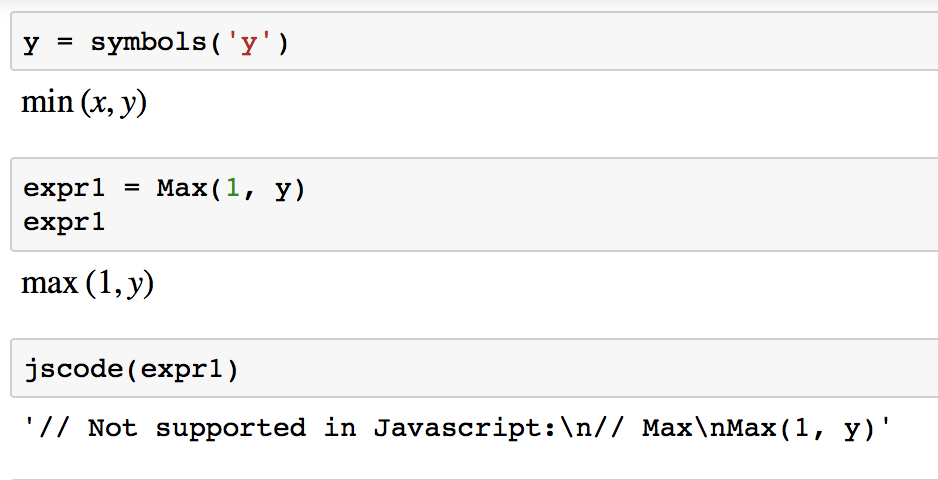 y = symbols('y')
min (x, y)
expr1 = Max(1, y)
expr1
max (1, y)
jscode(expr1)
'// Not supported in Javascript:\n// Max\nMax(1, y)'